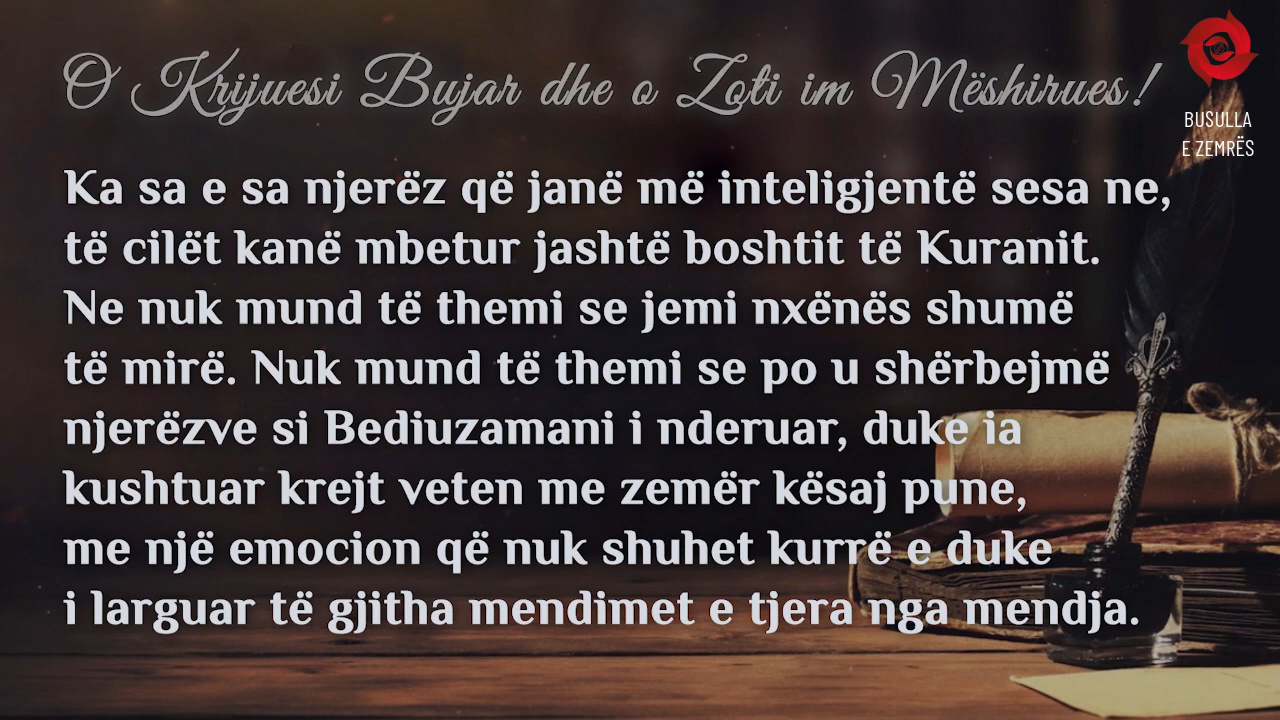 O Krijuesi Bujar dhe o Zoti im Mëshirues!
BUSULLA
E ZEMRËS
Ka sa e sa njerëz që janë më inteligjentë sesa ne,
të cilët kanë mbetur jashtë boshtit të Kuranit.
Ne nuk mund të themi se jemi nxënës shumë
të mirë. Nuk mund të themi se po u shërbejmë
njerëzve si Bediuzamani i nderuar, duke ia
kushtuar krejt veten me zemër kësaj pune,
me një emocion që nuk shuhet kurrë e duke
i larguar të gjitha mendimet e tjera nga mendja.